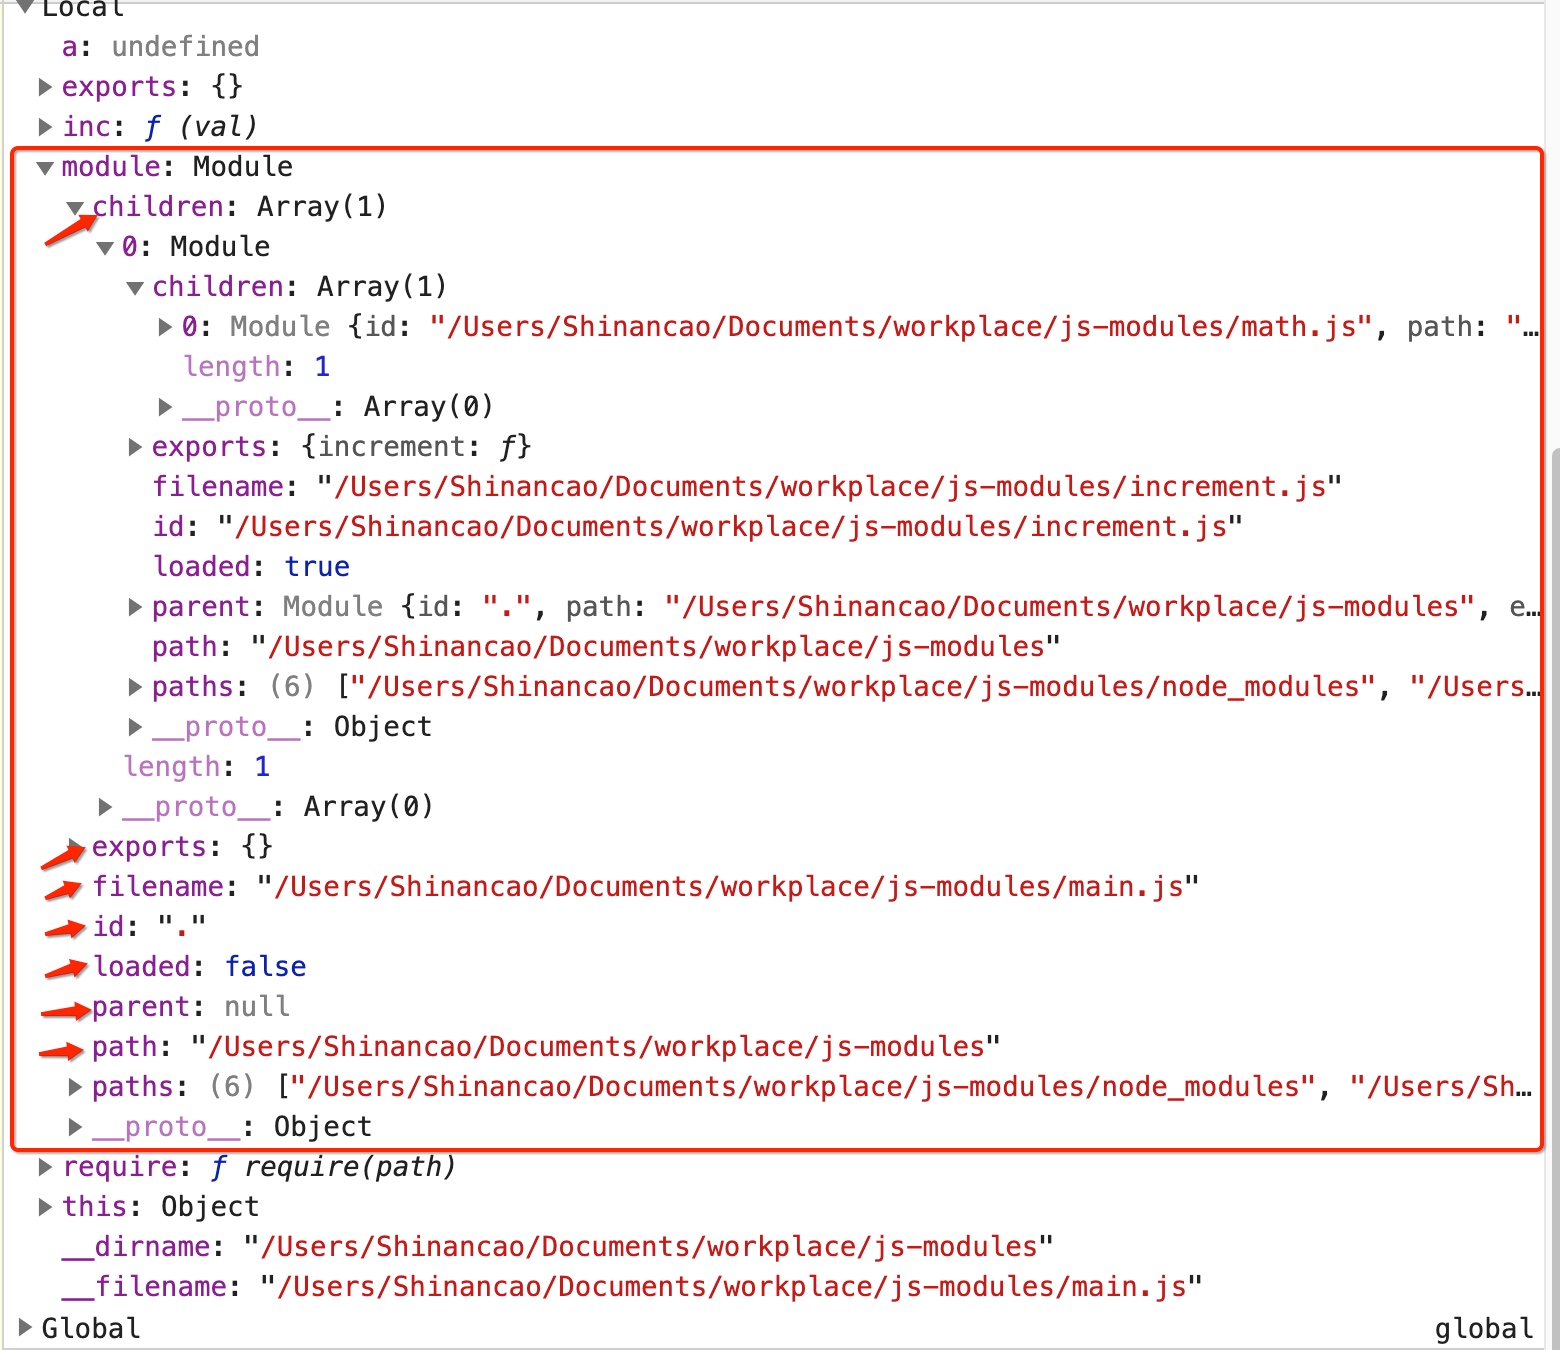 Local
a: undefined
exports: {}
inc: ƒ (val)
module: Module
children: Array(1)
0: Module
children: Array(1)
0: Module {id: "/Users/Shinancao/Documents/workplace/js-modules/math.js", path: "…
length: 1
__proto__: Array(0)
exports: {increment: ƒ}
filename: "/Users/Shinancao/Documents/workplace/js-modules/increment.js"
id: "/Users/Shinancao/Documents/workplace/js-modules/increment.js"
loaded: true
parent: Module {id: ".", path: "/Users/Shinancao/Documents/workplace/js-modules", e…
path: "/Users/Shinancao/Documents/workplace/js-modules"
paths: (6) ["/Users/Shinancao/Documents/workplace/js-modules/node_modules", "/Users…
__proto__: Object
length: 1
__proto__: Array(0)
exports: {}
filename: "/Users/Shinancao/Documents/workplace/js-modules/main.js"
id: "."
loaded: false
parent: null
path: "/Users/Shinancao/Documents/workplace/js-modules"
paths: (6) ["/Users/Shinancao/Documents/workplace/js-modules/node_modules", "/Users/Sh…
__proto__: Object
require: ƒ require(path)
this: Object
__dirname: "/Users/Shinancao/Documents/workplace/js-modules"
__filename: "/Users/Shinancao/Documents/workplace/js-modules/main.js"
Global global